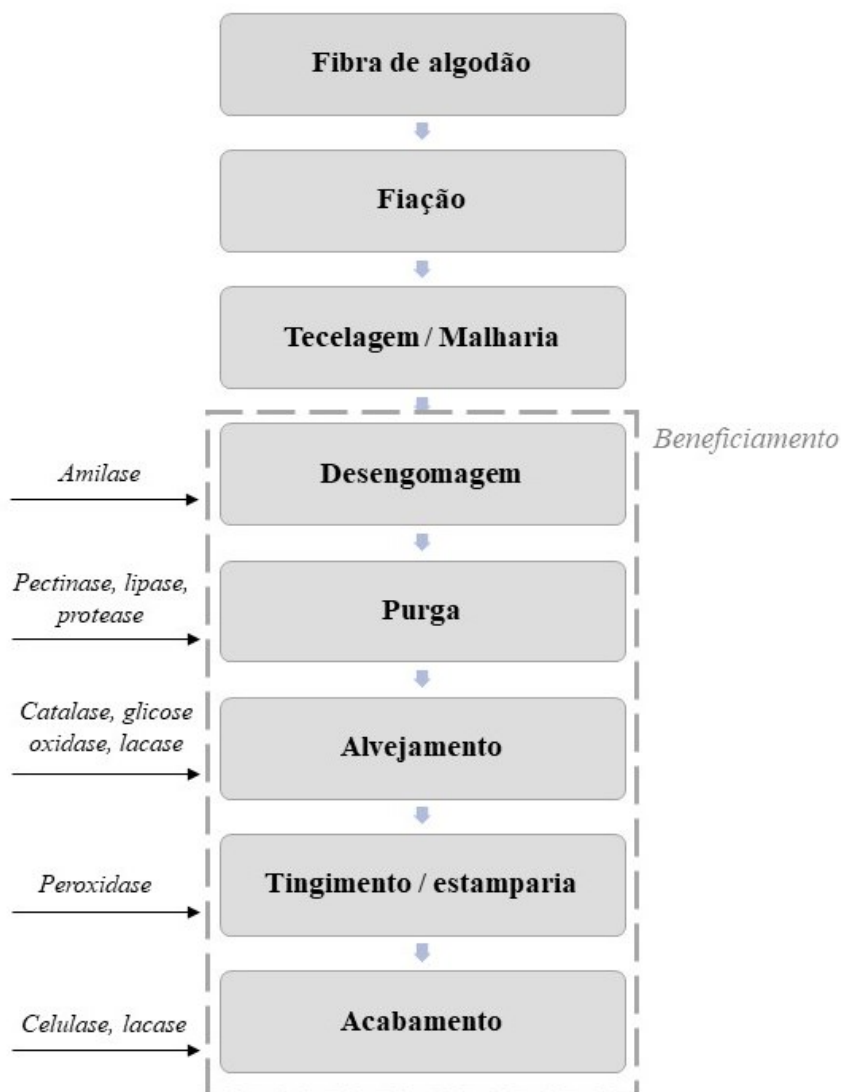 Fibra de algodão
Fiação
Tecelagem / Malharia
Beneficiamento
Amilase
Desengomagem
Pectinase, lipase,
protease
Purga
Catalase, glicose
oxidase, lacase
Alvejamento
Peroxidase
Tingimento / estamparia
Celulase, lacase
Acabamento